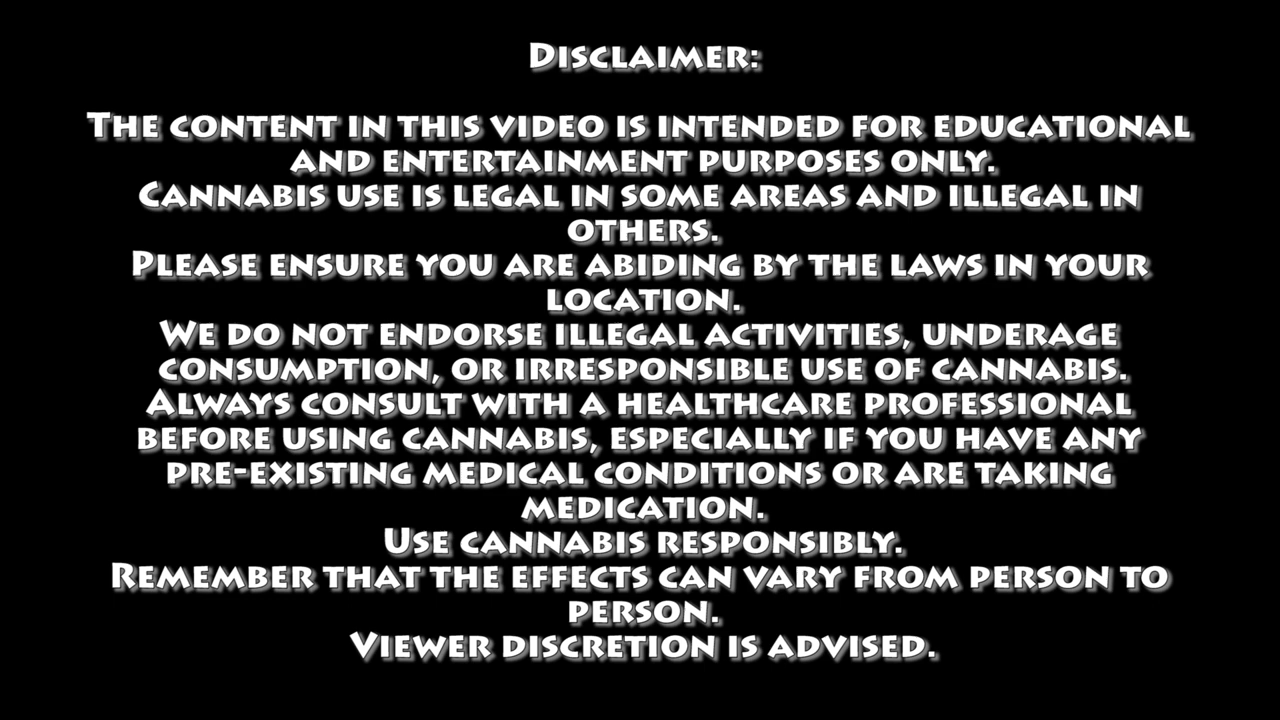 Disclaimer:
The content in this video is intended for educational
and entertainment purposes only.
Cannabis use is legal in some areas and illegal in
others.
Please ensure you are abiding by the laws in your
location.
We do not endorse illegal activities, underage
consumption, or irresponsible use of cannabis.
Always consult with a healthcare professional
before using cannabis, especially if you have any
pre-existing medical conditions or are taking
medication.
Use cannabis responsibly.
Remember that the effects can vary from person to
person.
Viewer discretion is advised.